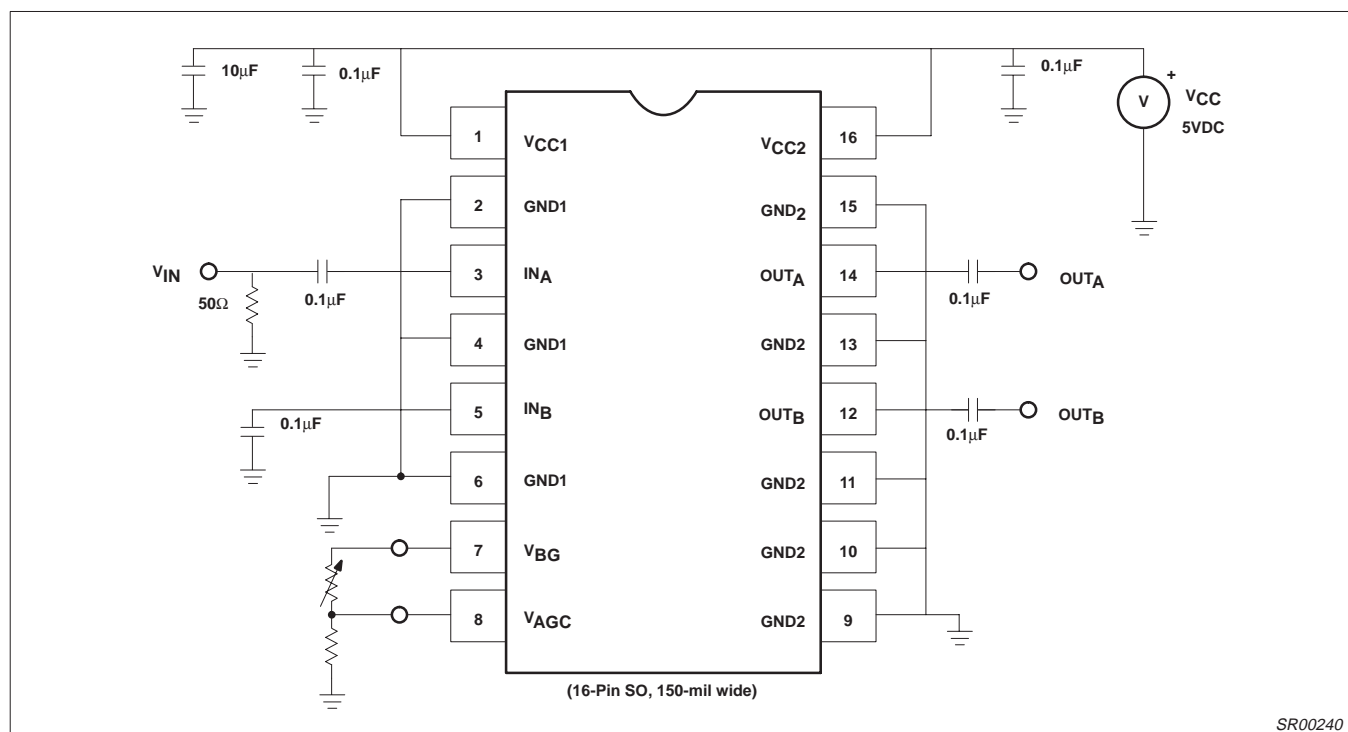 10μF
0.1μF
0.1μF
+
V
VCC
5VDC
1
VCC1
VCC2
16
2
GND1
GND2
15
VIN
50Ω
0.1μF
3
INA
OUTA
14
0.1μF
OUTA
4
GND1
GND2
13
0.1μF
5
INB
OUTB
12
0.1μF
OUTB
6
GND1
GND2
11
7
VBG
GND2
10
8
VAGC
GND2
9
(16-Pin SO, 150-mil wide)
SR00240